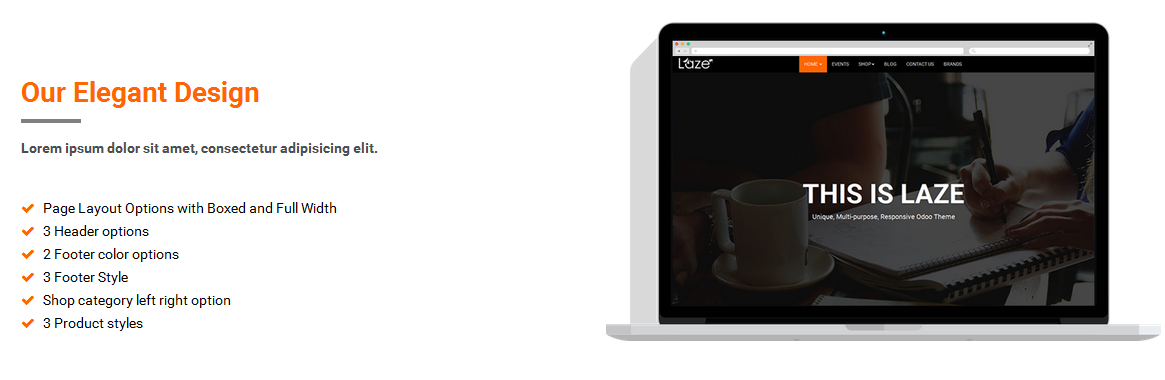 Our Elegant Design
Lorem ipsum dolor sit amet, consectetur adipisicing elit.
Page Layout Options with Boxed and Full Width
3 Header options
2 Footer color options
3 Footer Style
Shop category left right option
3 Product styles
Laze
HOME EVENTS SHOP BLOG CONTACT US BRANDS
THIS IS LAZE
Unique, Multi-purpose, Responsive Odoo Theme